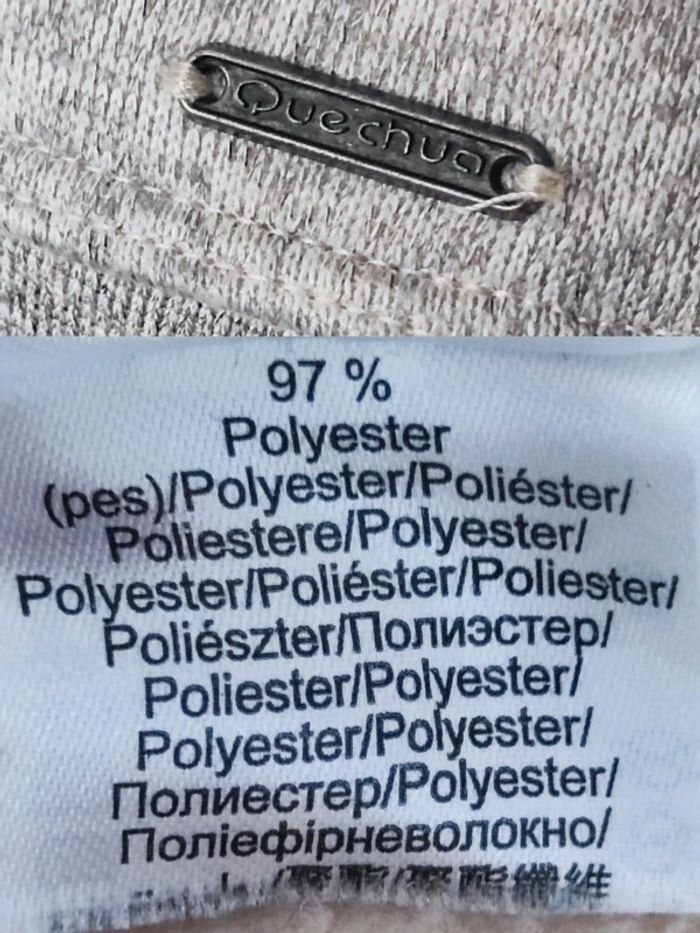 Quechua
97 %
Polyester
(pes)/Polyester/Poliéster/
Poliestere/Polyester/
Polyester/Poliéster/Poliester/
Poliészter/Полиэстер/
Poliester/Polyester/
Polyester/Polyester/
Полиестер/Polyester/
Поліефірневолокно/